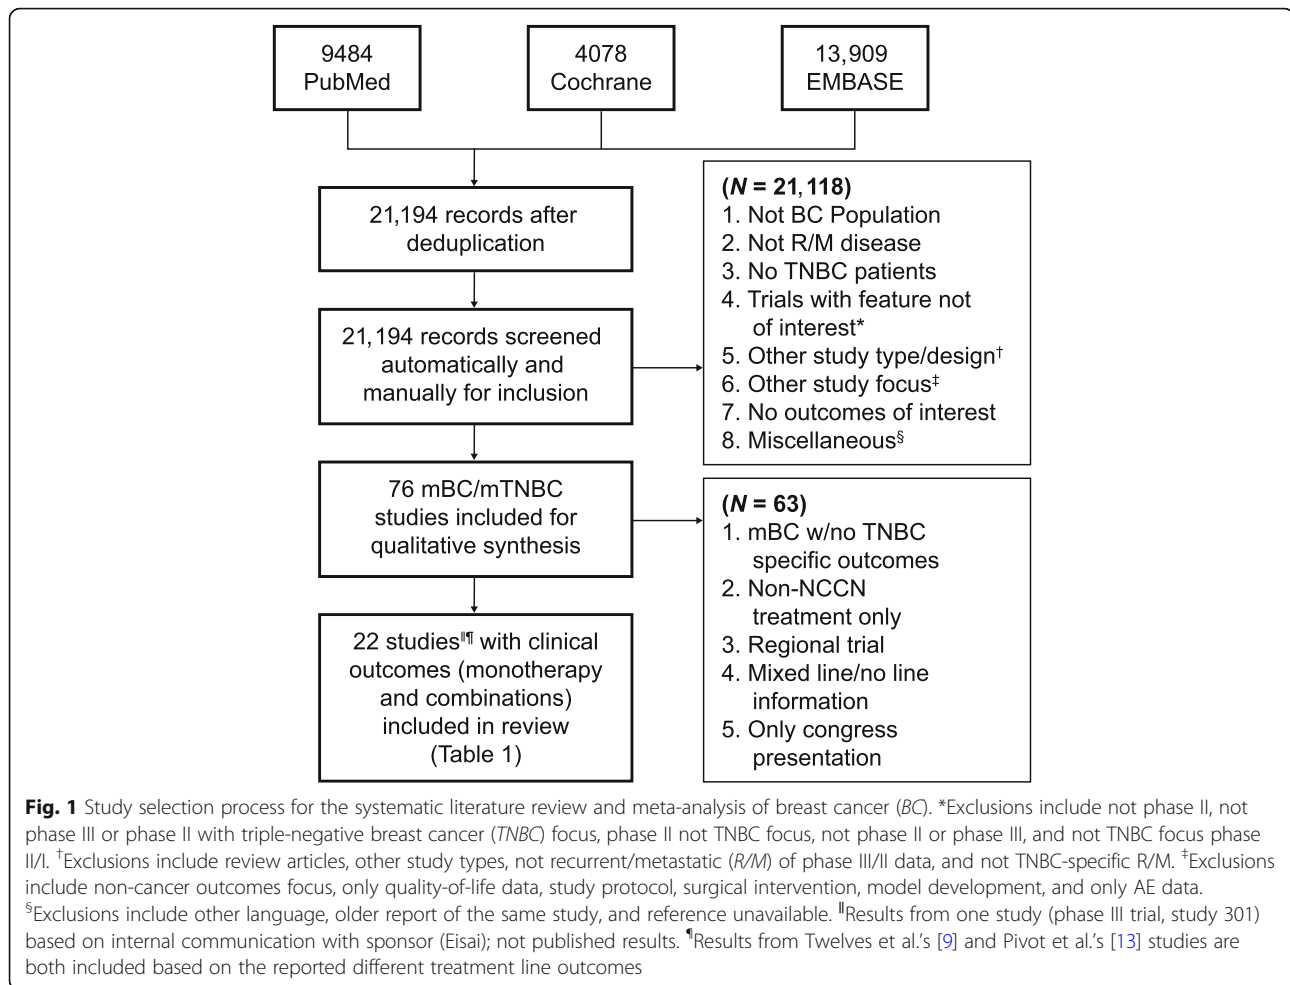 9484
PubMed
4078
Cochrane
13,909
EMBASE
21,194 records after
deduplication
21,194 records screened
automatically and
manually for inclusion
(N = 21,118)
1. Not BC Population
2. Not R/M disease
3. No TNBC patients
4. Trials with feature not
of interest*
5. Other study type/design†
6. Other study focus‡
7. No outcomes of interest
8. Miscellaneous§
76 mBC/mTNBC
studies included for
qualitative synthesis
(N = 63)
1. mBC w/no TNBC
specific outcomes
2. Non-NCCN
treatment only
3. Regional trial
4. Mixed line/no line
information
5. Only congress
presentation
22 studies‖¶ with clinical
outcomes (monotherapy
and combinations)
included in review
(Table 1)
Fig. 1 Study selection process for the systematic literature review and meta-analysis of breast cancer (BC). *Exclusions include not phase II, not
phase III or phase II with triple-negative breast cancer (TNBC) focus, phase II not TNBC focus, not phase II or phase III, and not TNBC focus phase
II/I. †Exclusions include review articles, other study types, not recurrent/metastatic (R/M) of phase III/II data, and not TNBC-specific R/M. ‡Exclusions
include non-cancer outcomes focus, only quality-of-life data, study protocol, surgical intervention, model development, and only AE data.
§Exclusions include other language, older report of the same study, and reference unavailable. ‖Results from one study (phase III trial, study 301)
based on internal communication with sponsor (Eisai); not published results. ¶Results from Twelves et al.'s [9] and Pivot et al.'s [13] studies are
both included based on the reported different treatment line outcomes